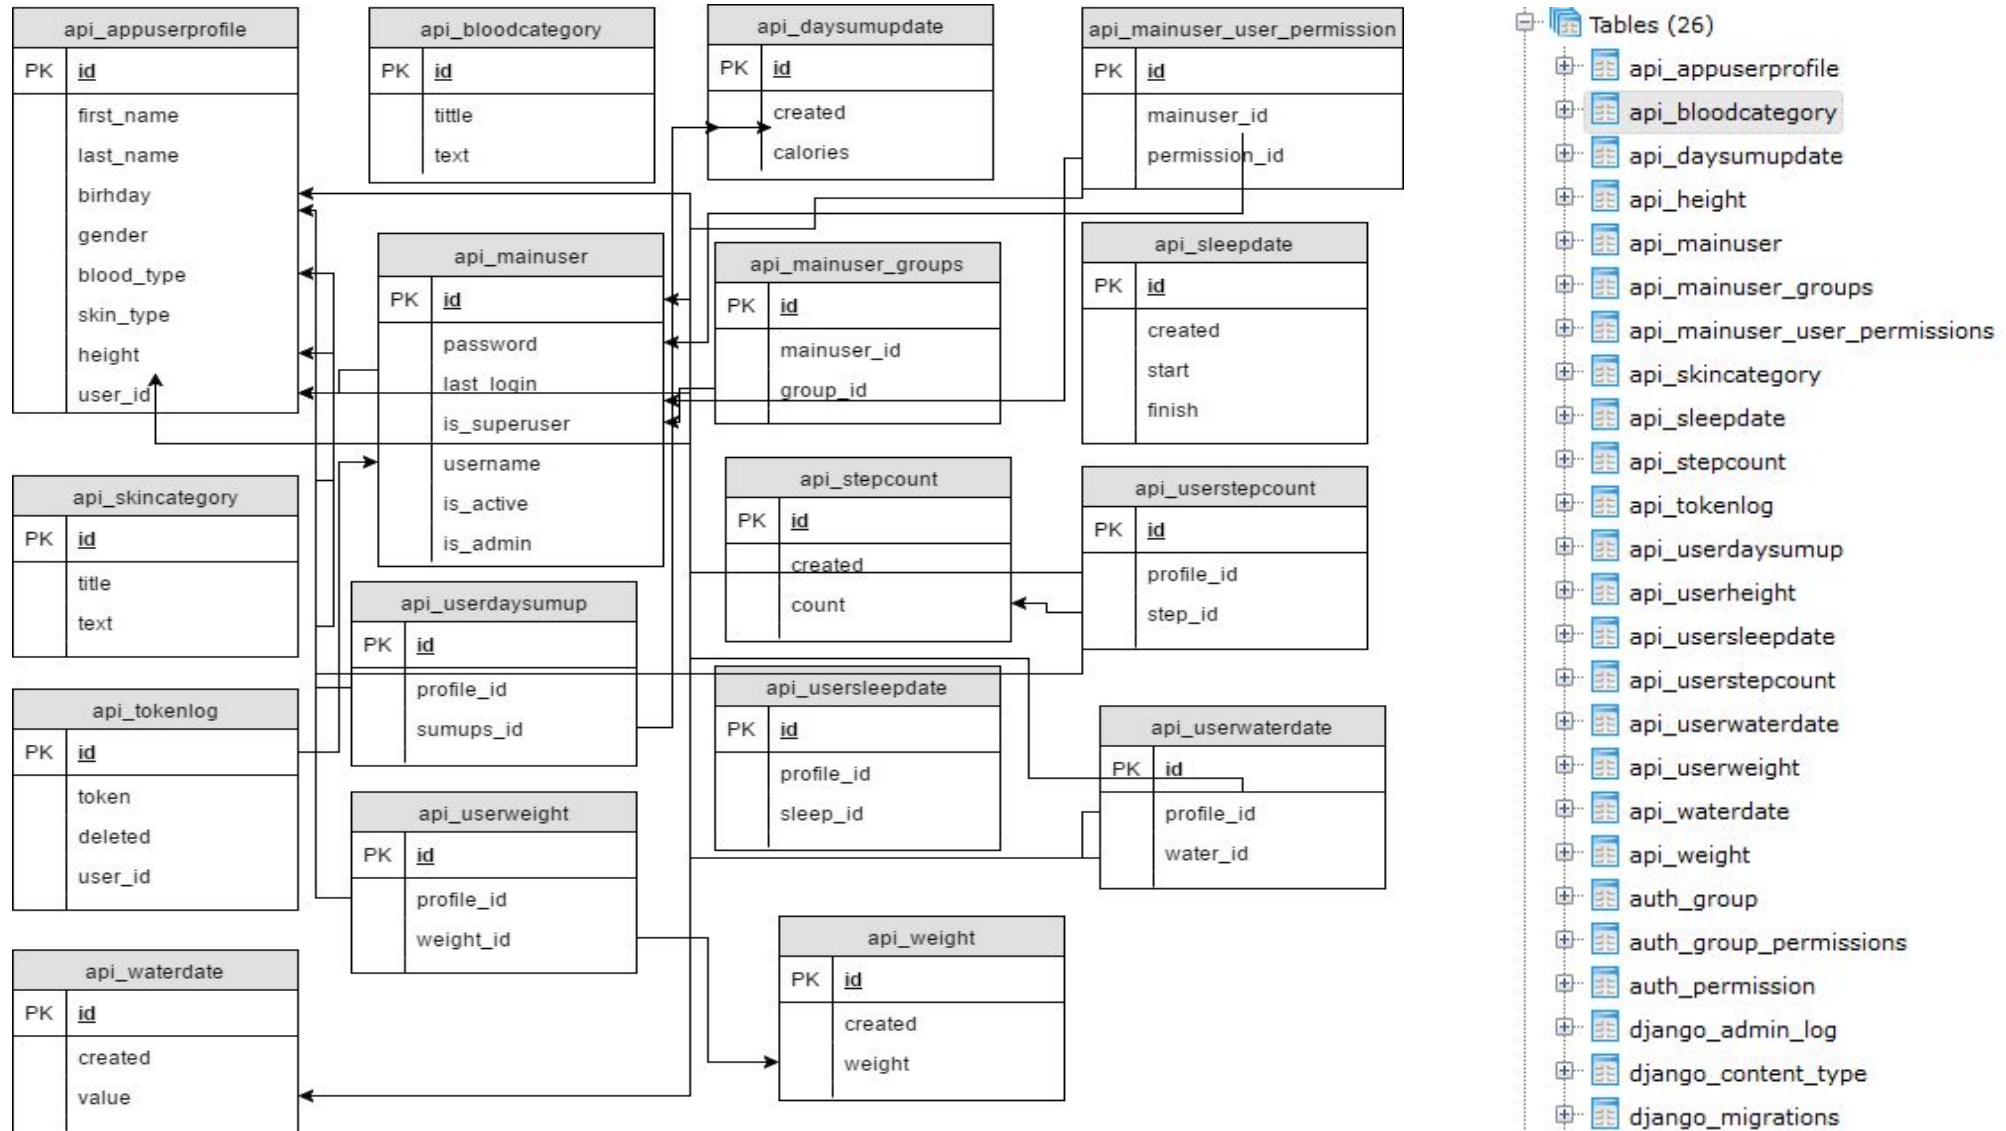 api_appuserprofile
PK id
first_name
last_name
birhday
gender
blood_type
skin_type
height
user_id
api_bloodcategory
PK id
tittle
text
api_daysumupdate
PK id
created
calories
api_mainuser_user_permission
PK id
mainuser_id
permission_id
api_mainuser
PK id
password
last_login
is_superuser
username
is_active
is_admin
api_mainuser_groups
PK id
mainuser_id
group_id
api_sleepdate
PK id
created
start
finish
api_skincategory
PK id
title
text
api_stepcount
PK id
created
count
api_userstepcount
PK id
profile_id
step_id
api_userdaysumup
PK id
profile_id
sumups_id
api_tokenlog
PK id
token
deleted
user_id
api_usersleepdate
PK id
profile_id
sleep_id
api_userwaterdate
PK id
profile_id
water_id
api_userweight
PK id
profile_id
weight_id
api_waterdate
PK id
created
value
api_weight
PK id
created
weight
Tables (26)
api_appuserprofile
api_bloodcategory
api_daysumupdate
api_height
api_mainuser
api_mainuser_groups
api_mainuser_user_permissions
api_skincategory
api_sleepdate
api_stepcount
api_tokenlog
api_userdaysumup
api_userheight
api_usersleepdate
api_userstepcount
api_userwaterdate
api_userweight
api_waterdate
api_weight
auth_group
auth_group_permissions
auth_permission
django_admin_log
django_content_type
django_migrations